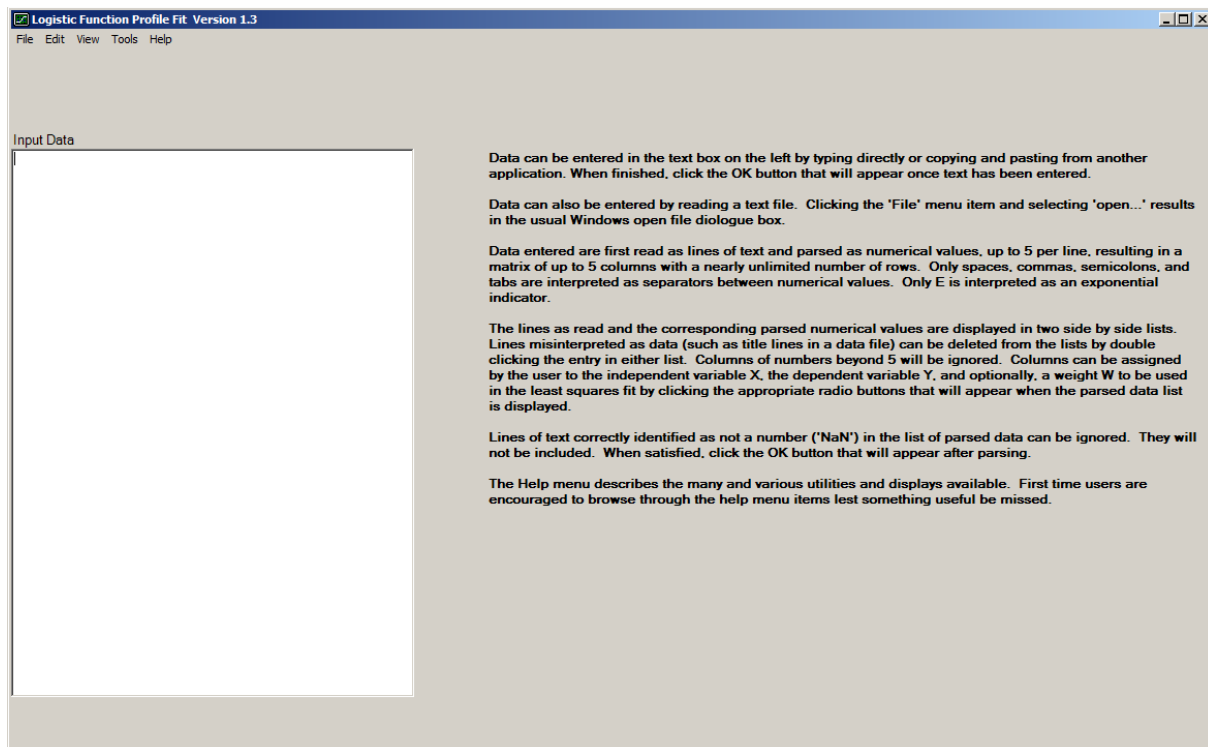 Logistic Function Profile Fit Version 1.3
File Edit View Tools Help
Input Data
Data can be entered in the text box on the left by typing directly or copying and pasting from another
application. When finished, click the OK button that will appear once text has been entered.
Data can also be entered by reading a text file. Clicking the 'File' menu item and selecting 'open...' results
in the usual Windows open file diologue box.
Data entered are first read as lines of text and parsed as numerical values, up to 5 per line, resulting in a
matrix of up to 5 columns with a nearly unlimited number of rows. Only spaces, commas, semicolons, and
tabs are interpreted as separators between numerical values. Only E is interpreted as an exponential
indicator.
The lines as read and the corresponding parsed numerical values are displayed in two side by side lists.
Lines misinterpreted as data (such as title lines in a data file) can be deleted from the lists by double
clicking the entry in either list. Columns of numbers beyond 5 will be ignored. Columns can be assigned
by the user to the independent variable X, the dependent variable Y, and optionally, a weight W to be used
in the least squares fit by clicking the appropriate radio buttons that will appear when the parsed data list
is displayed.
Lines of text correctly identified as not a number ('NaN') in the list of parsed data can be ignored. They will
not be included. When satisfied, click the OK button that will appear after parsing.
The Help menu describes the many and various utilities and displays available. First time users are
encouraged to browse through the help menu items lest something useful be missed.